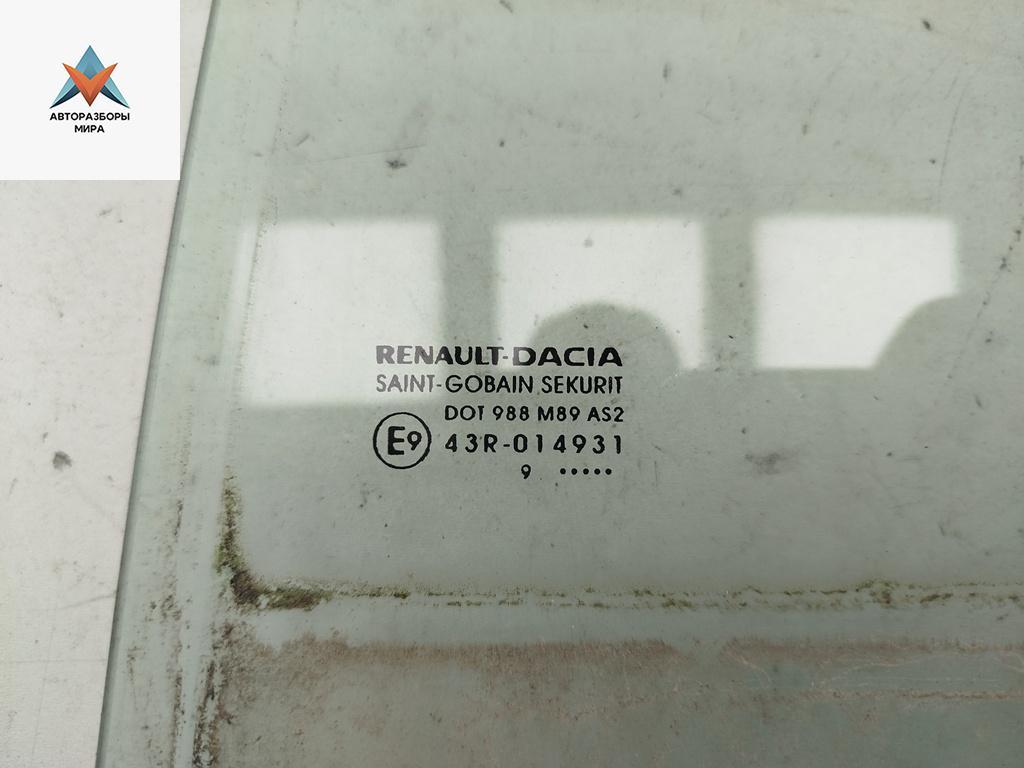 АВТОРАЗБОРЫ
МИРА
RENAULT-DACIA
SAINT-GOBAIN SEKURIT
DOT 988 M89 AS2
E9 43R-014931
9 •••••